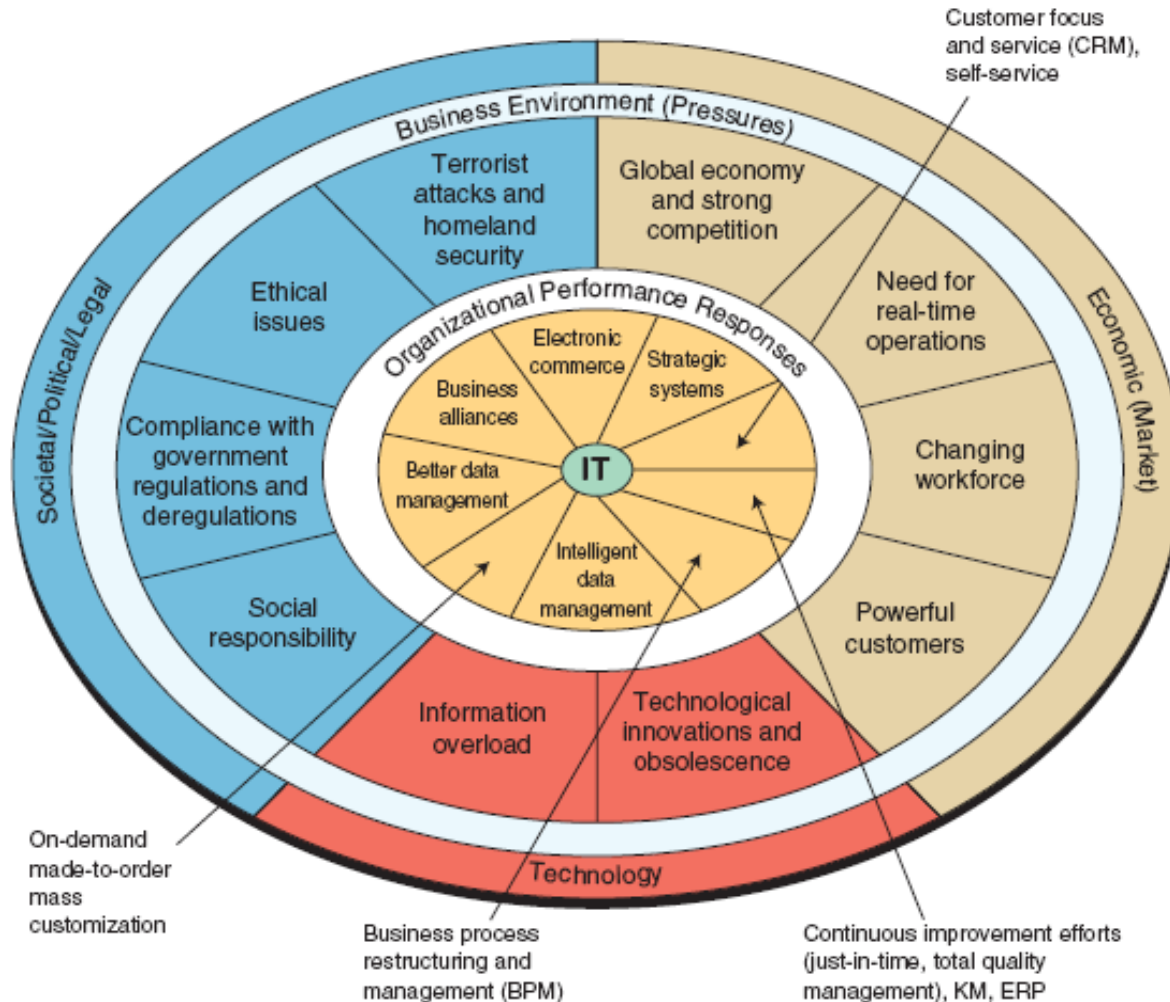 Customer focus
and service (CRM),
self-service
Business Environment (Pressures)
Terrorist
attacks and
homeland
security
Global economy
and strong
competition
Ethical
issues
Need for
real-time
operations
Societal/Political/Legal
Economic (Market)
Organizational Performance Responses
Electronic
commerce
Strategic
systems
Business
alliances
Compliance with
government
regulations and
deregulations
Better data
management
IT
Changing
workforce
Intelligent
data
management
Social
responsibility
Powerful
customers
Information
overload
Technological
innovations and
obsolescence
Technology
On-demand
made-to-order
mass
customization
Business process
restructuring and
management (BPM)
Continuous improvement efforts
(just-in-time, total quality
management), KM, ERP